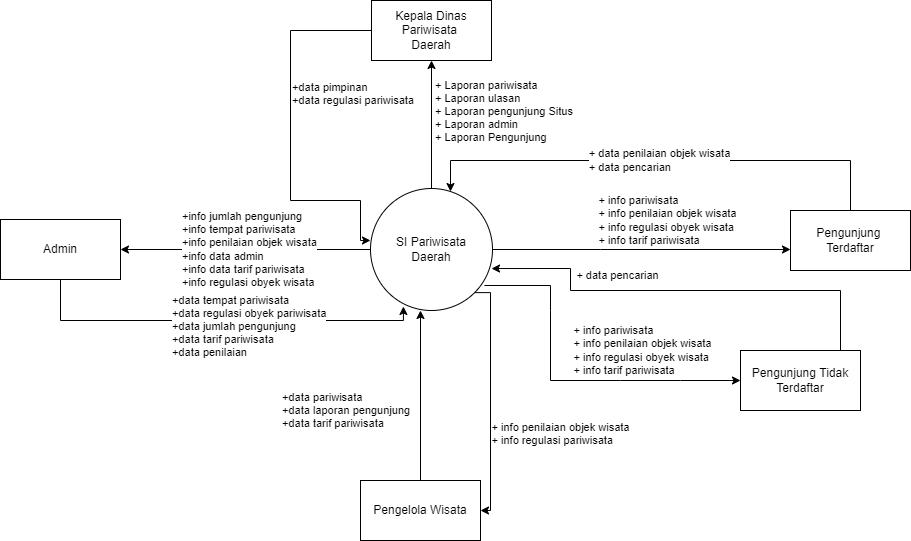 Kepala Dinas
Pariwisata
Daerah
+data pimpinan
+data regulasi pariwisata
+ Laporan pariwisata
+ Laporan ulasan
+ Laporan pengunjung Situs
+ Laporan admin
+ Laporan Pengunjung
+ data penilaian objek wisata
+ data pencarian
+ info pariwisata
+ info penilaian objek wisata
+ info regulasi obyek wisata
+ info tarif pariwisata
Pengunjung
Terdaftar
Admin
+info jumlah pengunjung
+info tempat pariwisata
+info penilaian objek wisata
+info data admin
+info data tarif pariwisata
+info regulasi obyek wisata
SI Pariwisata
Daerah
+ data pencarian
+data tempat pariwisata
+data regulasi obyek pariwisata
+data jumlah pengunjung
+data tarif pariwisata
+data penilaian
+ info pariwisata
+ info penilaian objek wisata
+ info regulasi obyek wisata
+ info tarif pariwisata
Pengunjung Tidak
Terdaftar
+data pariwisata
+data laporan pengunjung
+data tarif pariwisata
+ info penilaian objek wisata
+ info regulasi pariwisata
Pengelola Wisata